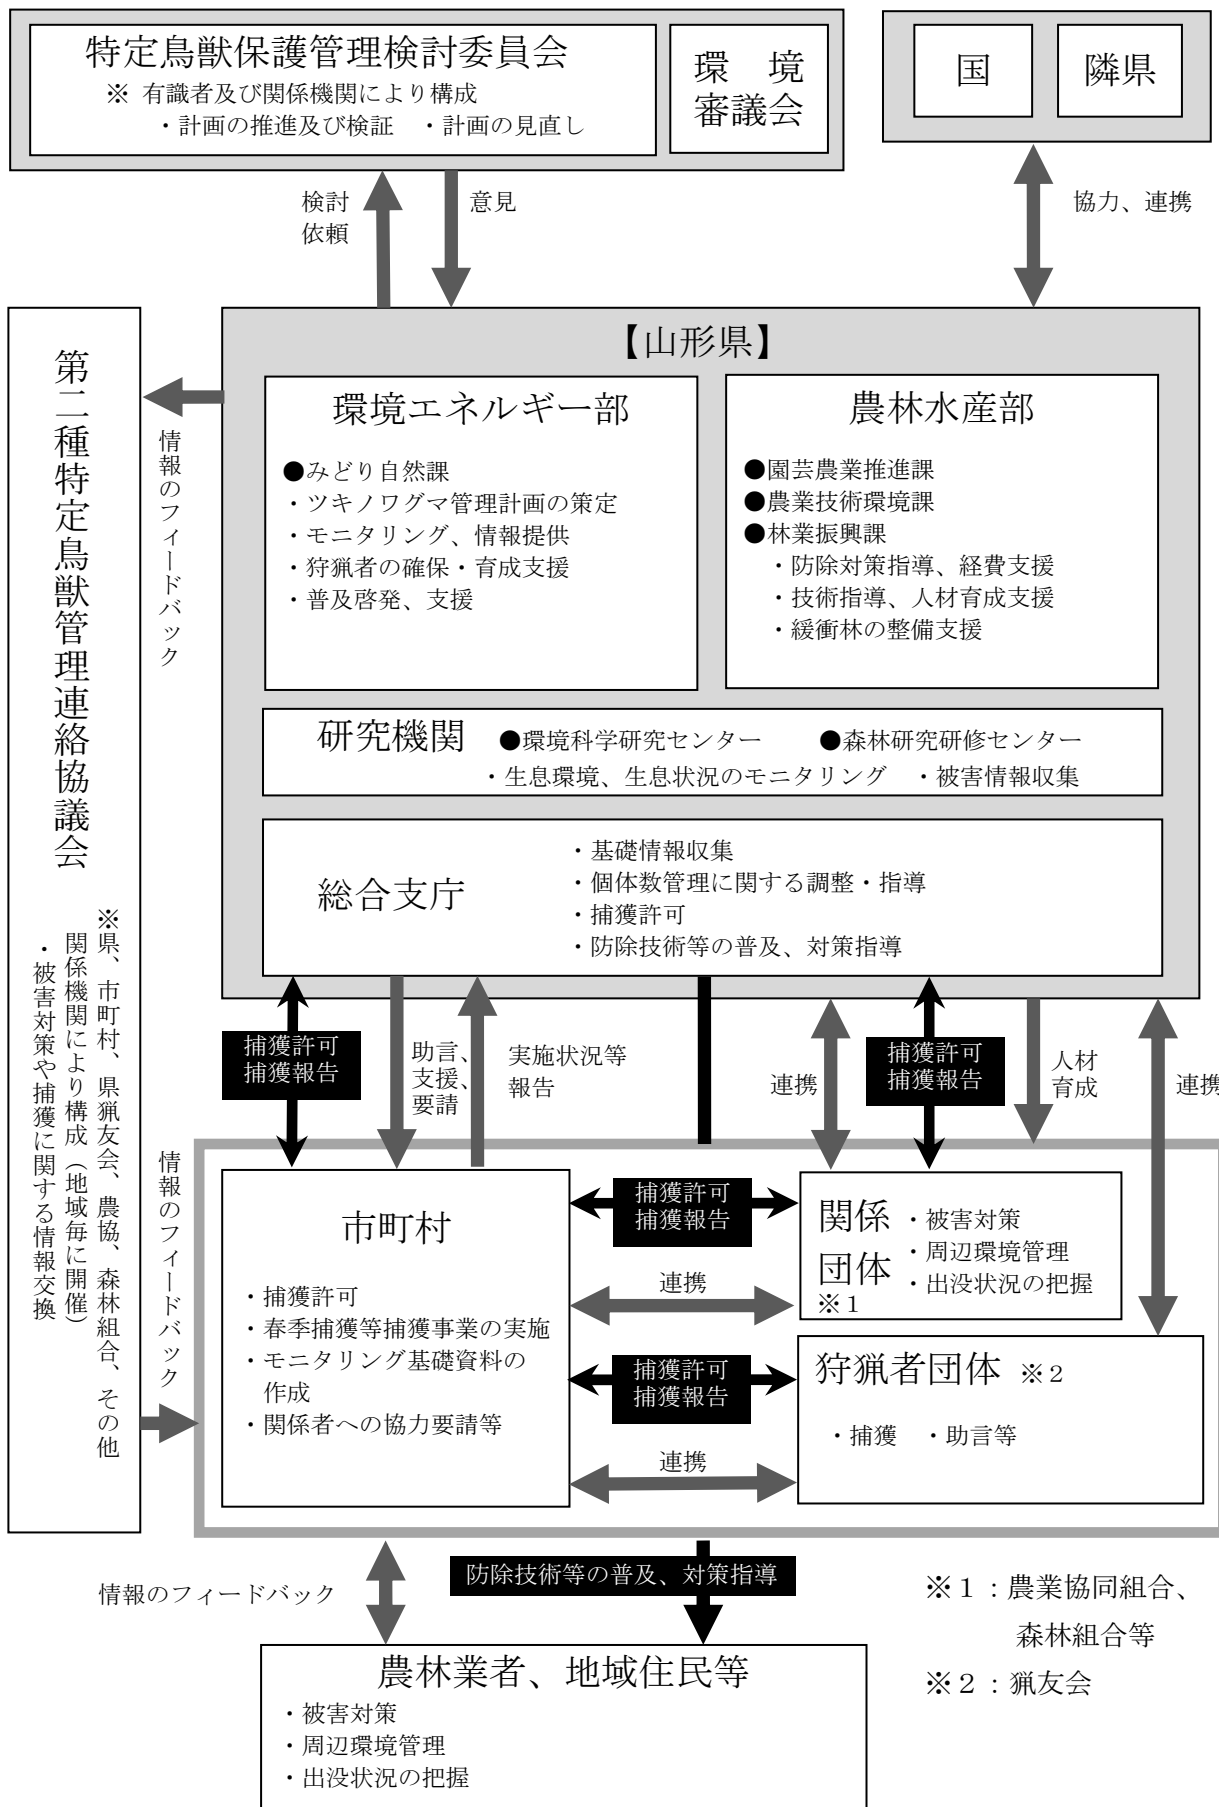 特定鳥獣保護管理検討委員会
※ 有識者及び関係機関により構成
・計画の推進及び検証 ・計画の見直し
環 境
審議会
国
隣県
検討
依頼
意見
協力、連携
第二種特定鳥獣管理連絡協議会
※県、市町村、県猟友会、農協、森林組合、その他
関係機関により構成（地域毎に開催）
・被害対策や捕獲に関する情報交換
情報のフィードバック
【山形県】
環境エネルギー部
●みどり自然課
・ツキノワグマ管理計画の策定
・モニタリング、情報提供
・狩猟者の確保・育成支援
・普及啓発、支援
農林水産部
●園芸農業推進課
●農業技術環境課
●林業振興課
・防除対策指導、経費支援
・技術指導、人材育成支援
・緩衝林の整備支援
研究機関 ●環境科学研究センター ●森林研究研修センター
・生息環境、生息状況のモニタリング ・被害情報収集
総合支庁
・基礎情報収集
・個体数管理に関する調整・指導
・捕獲許可
・防除技術等の普及、対策指導
捕獲許可
捕獲報告
助言、
支援、
要請
実施状況等
報告
連携
捕獲許可
捕獲報告
人材
育成
連携
情報のフィードバック
市町村
・捕獲許可
・春季捕獲等捕獲事業の実施
・モニタリング基礎資料の
作成
・関係者への協力要請等
捕獲許可
捕獲報告
連携
捕獲許可
捕獲報告
連携
関係
団体
※１
・被害対策
・周辺環境管理
・出没状況の把握
狩猟者団体 ※２
・捕獲 ・助言等
情報のフィードバック
防除技術等の普及、対策指導
※１：農業協同組合、
森林組合等
※２：猟友会
農林業者、地域住民等
・被害対策
・周辺環境管理
・出没状況の把握